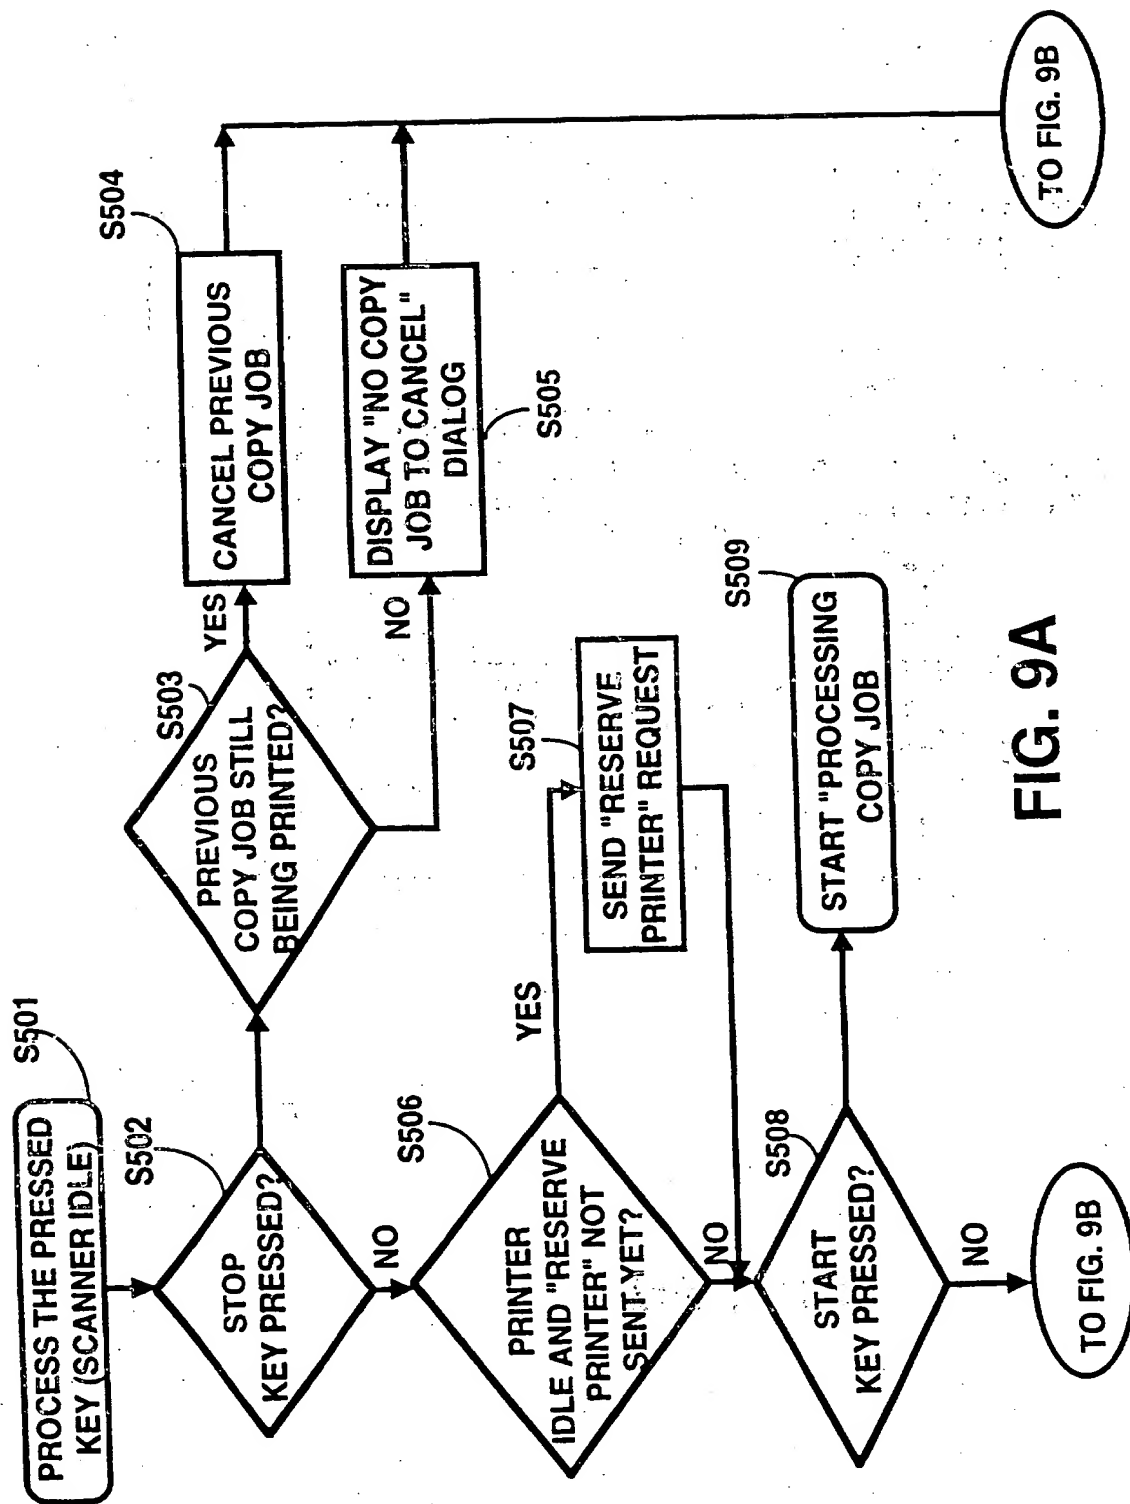 PROCESS THE PRESSED
KEY (SCANNER IDLE)
S501
STOP
KEY PRESSED?
S502
NO
PREVIOUS
COPY JOB STILL
BEING PRINTED?
S503
YES
CANCEL PREVIOUS
COPY JOB
S504
NO
DISPLAY "NO COPY
JOB TO CANCEL"
DIALOG
S505
PRINTER
IDLE AND "RESERVE
PRINTER" NOT
SENT YET?
S506
YES
SEND "RESERVE
PRINTER" REQUEST
S507
NO
START
KEY PRESSED?
S508
START "PROCESSING
COPY JOB
S509
NO
TO FIG. 9B
TO FIG. 9B
FIG. 9A